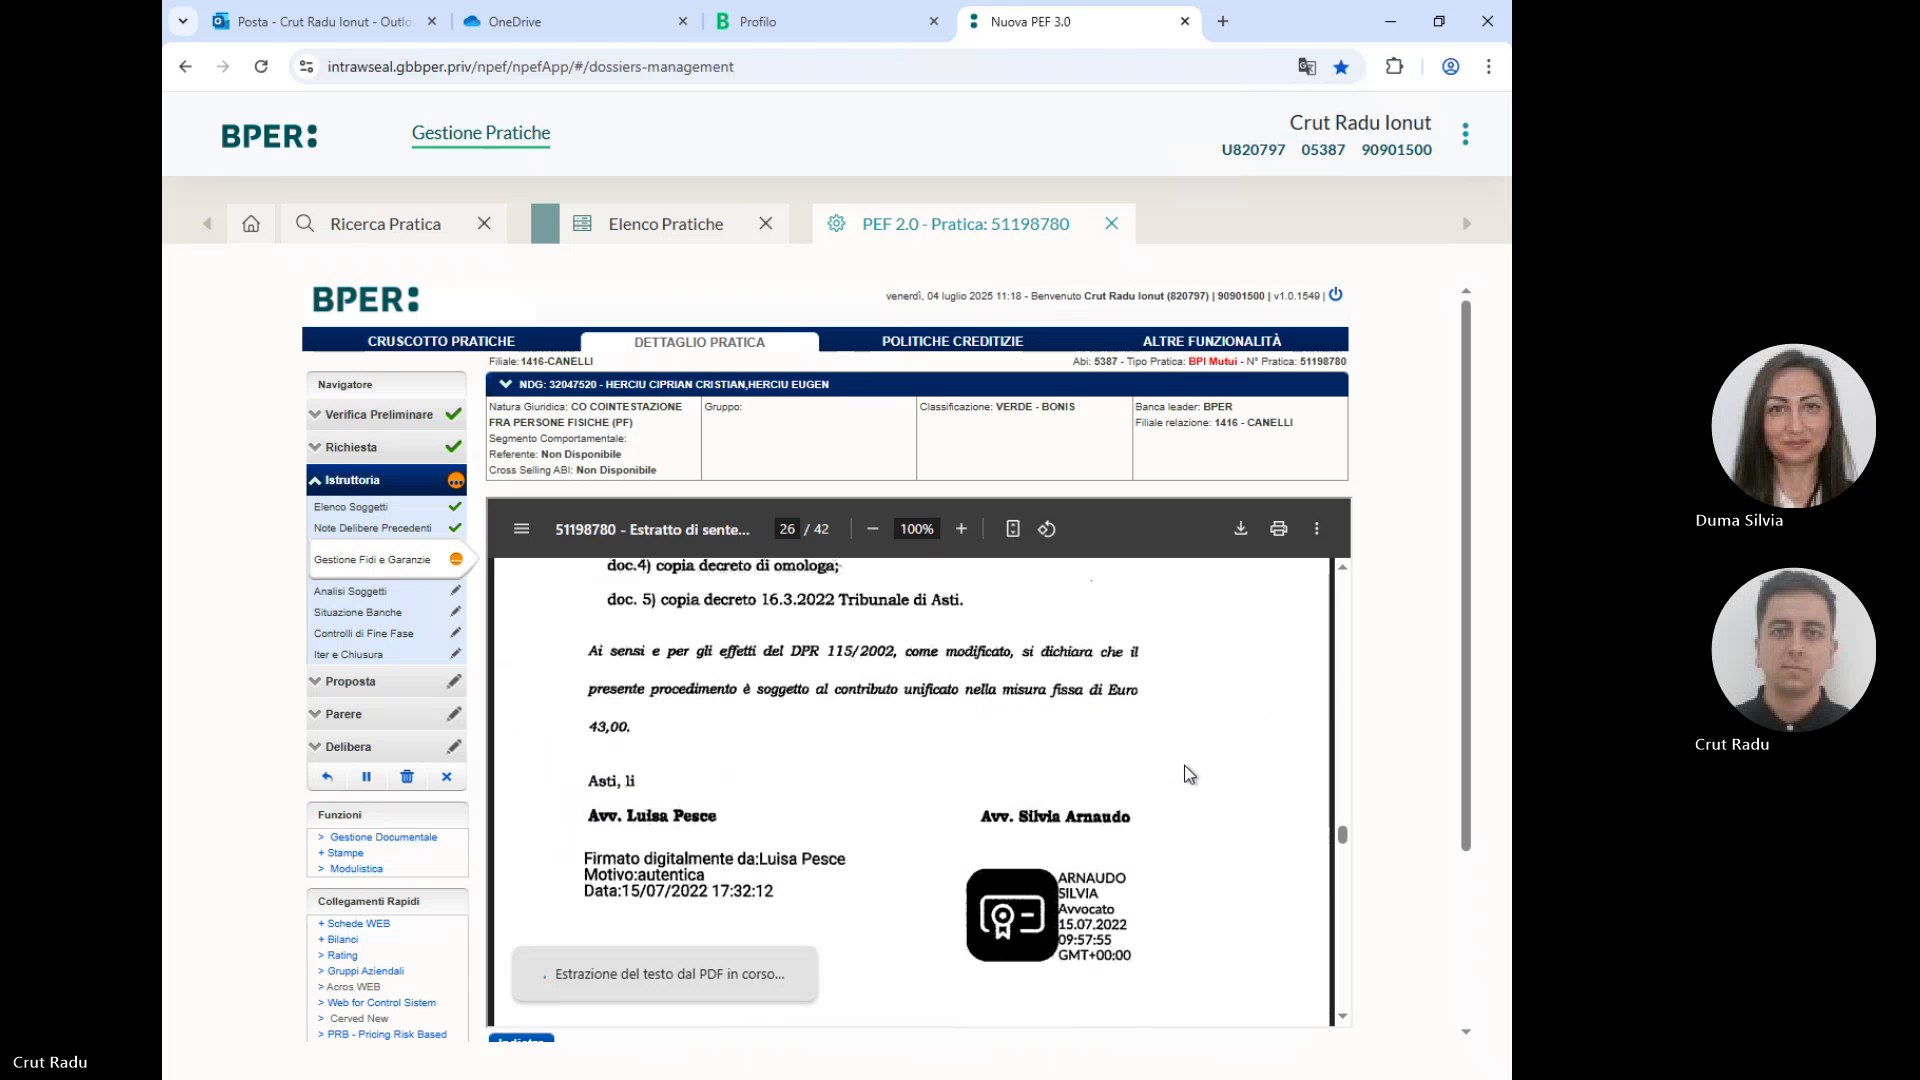 Posta - Crut Radu Ionut - Outlo
OneDrive
Profilo
Nuova PEF 3.0
intrawseal.gbbper.priv/npef/npefApp/#/dossiers-management
BPER:
Gestione Pratiche
Crut Radu Ionut
U820797 05387 90901500
Ricerca Pratica
Elenco Pratiche
PEF 2.0 - Pratica: 51198780
BPER:
venerdì, 04 luglio 2025 11:18 - Benvenuto Crut Radu Ionut (820797) | 90901500 | v1.0.1549 |
CRUSCOTTO PRATICHE
DETTAGLIO PRATICA
POLITICHE CREDITIZIE
ALTRE FUNZIONALITÀ
Filiale: 1416-CANELLI
Abi: 5387 - Tipo Pratica: BPI Mutui - N° Pratica: 51198780
Navigatore
Verifica Preliminare
Richiesta
Istruttoria
Elenco Soggetti
Note Delibere Precedenti
Gestione Fidi e Garanzie
Analisi Soggetti
Situazione Banche
Controlli di Fine Fase
Iter e Chiusura
Proposta
Parere
Delibera
Funzioni
> Gestione Documentale
+ Stampe
> Modulistica
Collegamenti Rapidi
+ Schede WEB
+ Bilanci
> Rating
> Gruppi Aziendali
> Acros WEB
> Web for Control Sistem
> Cerved New
> PRB - Pricing Risk Based
NDG: 32047520 - HERCIU CIPRIAN CRISTIAN,HERCIU EUGEN
Natura Giuridica: CO COINTESTAZIONE
FRA PERSONE FISICHE (PF)
Segmento Comportamentale:
Referente: Non Disponibile
Cross Selling ABI: Non Disponibile
Gruppo:
Classificazione: VERDE - BONIS
Banca leader: BPER
Filiale relazione: 1416 - CANELLI
51198780 - Estratto di sente...
26 / 42
100%
doc.4) copia decreto di omologa;
doc. 5) copia decreto 16.3.2022 Tribunale di Asti.
Ai sensi e per gli effetti del DPR 115/2002, come modificato, si dichiara che il
presente procedimento è soggetto al contributo unificato nella misura fissa di Euro
43,00.
Asti, li
Avv. Luisa Pesce
Avv. Silvia Arnaudo
Firmato digitalmente da:Luisa Pesce
Motivo:autentica
Data:15/07/2022 17:32:12
ARNAUDO
SILVIA
Avvocato
15.07.2022
09:57:55
GMT+00:00
Estrazione del testo dal PDF in corso...
Indietro
Duma Silvia
Crut Radu
Crut Radu